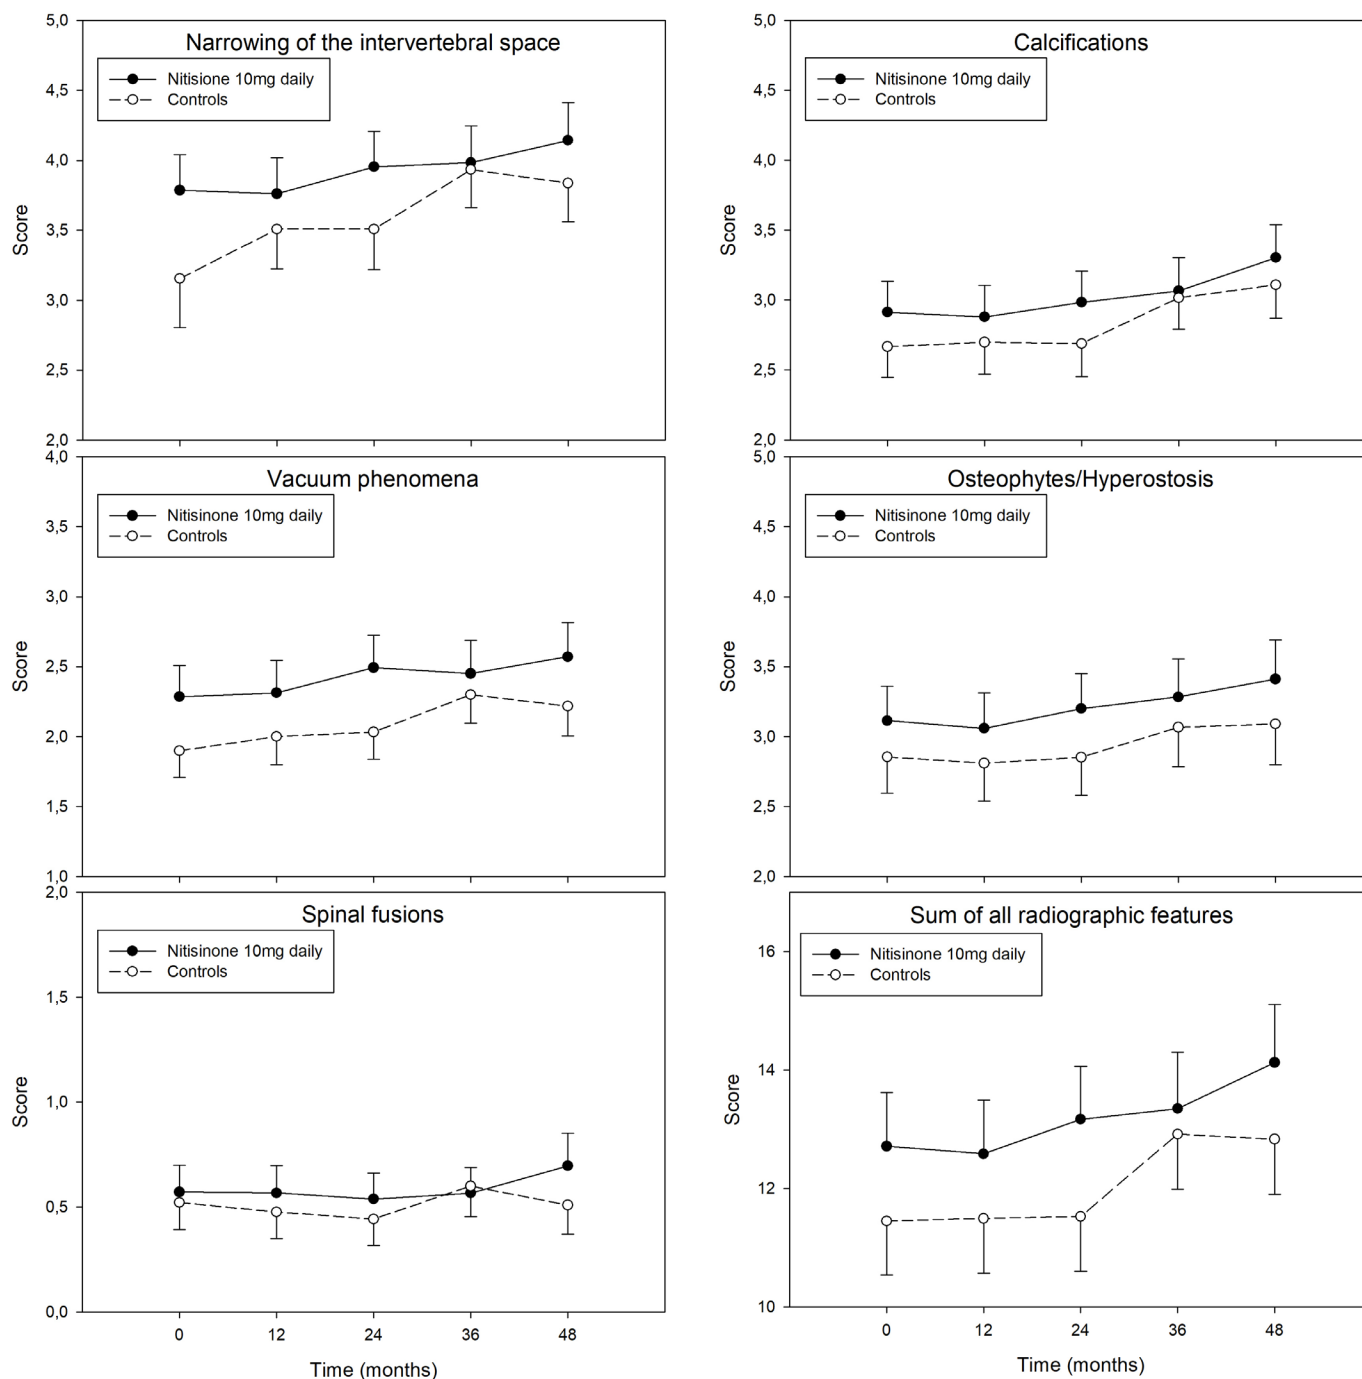 Narrowing of the intervertebral space
Nitisione 10mg daily
Controls
5,0
4,5
4,0
3,5
3,0
2,5
2,0
Score
Calcifications
Nitisinone 10mg daily
Controls
5,0
4,5
4,0
3,5
3,0
2,5
2,0
Score
Vacuum phenomena
Nitisinone 10mg daily
Controls
4,0
3,5
3,0
2,5
2,0
1,5
1,0
Score
Osteophytes/Hyperostosis
Nitisinone 10mg daily
Controls
5,0
4,5
4,0
3,5
3,0
2,5
2,0
Score
Spinal fusions
Nitisinone 10mg daily
Controls
2,0
1,5
1,0
0,5
0,0
Score
0 12 24 36 48
Time (months)
Sum of all radiographic features
Nitisinone 10mg daily
Controls
16
14
12
10
Score
0 12 24 36 48
Time (months)